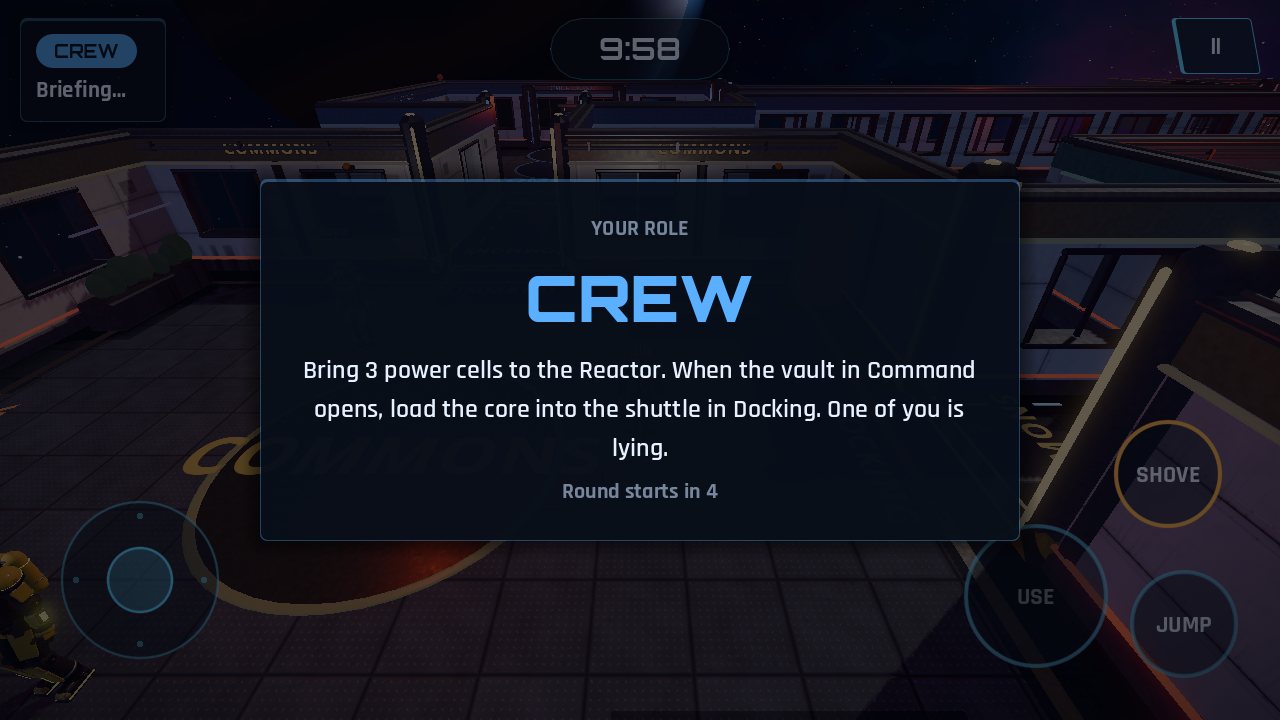 CREW
Briefing...
9:58
COMMONS
COMMONS
YOUR ROLE
CREW
Bring 3 power cells to the Reactor. When the vault in Command
opens, load the core into the shuttle in Docking. One of you is
lying.
Round starts in 4
COMMONS
SHOVE
USE
JUMP